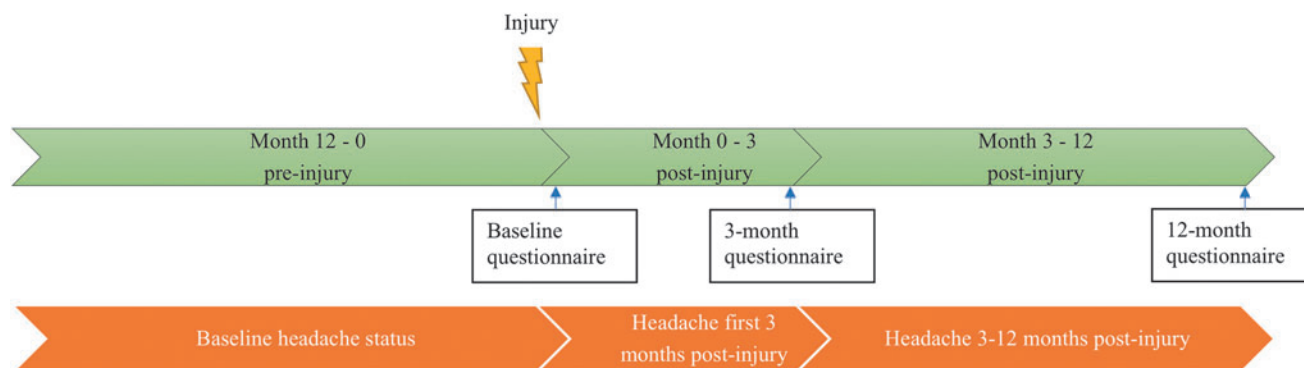 Injury
Month 12 - 0
pre-injury
Month 0 - 3
post-injury
Month 3 - 12
post-injury
Baseline
questionnaire
3-month
questionnaire
12-month
questionnaire
Baseline headache status
Headache first 3
months post-injury
Headache 3-12 months post-injury